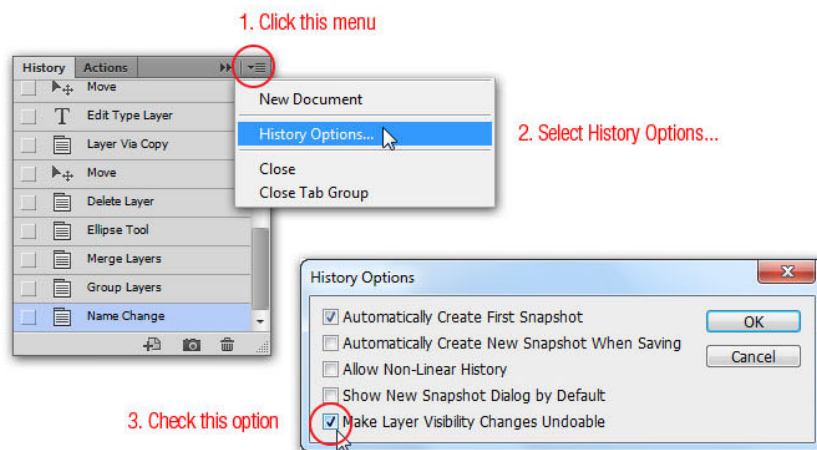 1. Click this menu
History Actions
Move
T Edit Type Layer
Layer Via Copy
Move
Delete Layer
Ellipse Tool
Merge Layers
Group Layers
Name Change
New Document
History Options...
Close
Close Tab Group
2. Select History Options...
History Options
Automatically Create First Snapshot
Automatically Create New Snapshot When Saving
Allow Non-Linear History
Show New Snapshot Dialog by Default
Make Layer Visibility Changes Undoable
OK
Cancel
3. Check this option